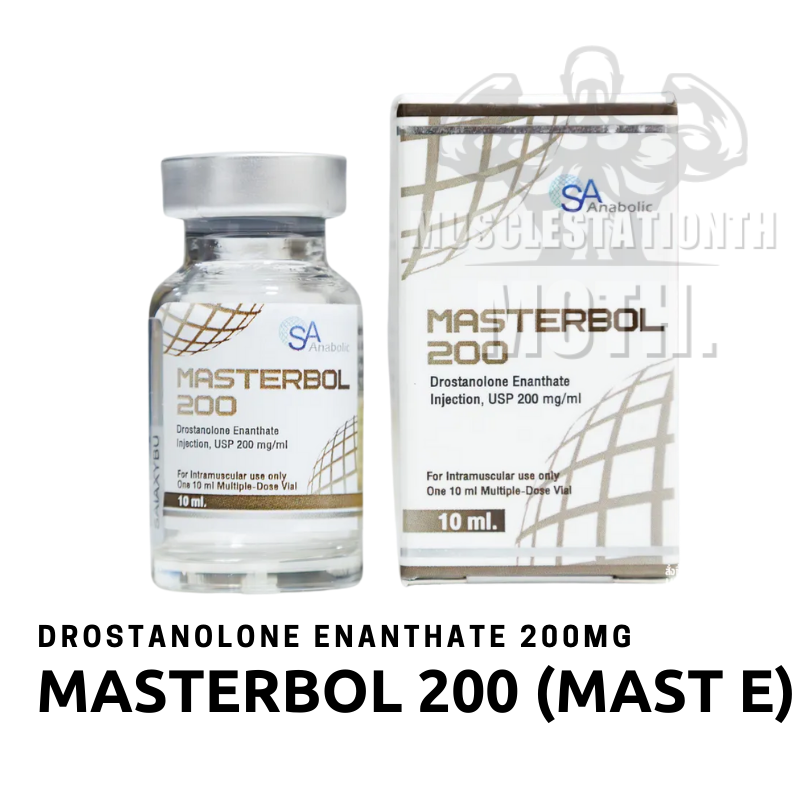 MUSCLESTATIONTH
MOTH.
SA
Anabolic
MASTERBOL
200
Drostanolone Enanthate
Injection, USP 200 mg/ml
For Intramuscular use only
One 10 ml Multiple-Dose Vial
10 ml.
SA
Anabolic
MASTERBOL
200
Drostanolone Enanthate
Injection, USP 200 mg/ml
For Intramuscular use only
One 10 ml Multiple-Dose Vial
10 ml.
DROSTANOLONE ENANTHATE 200MG
MASTERBOL 200 (MAST E)